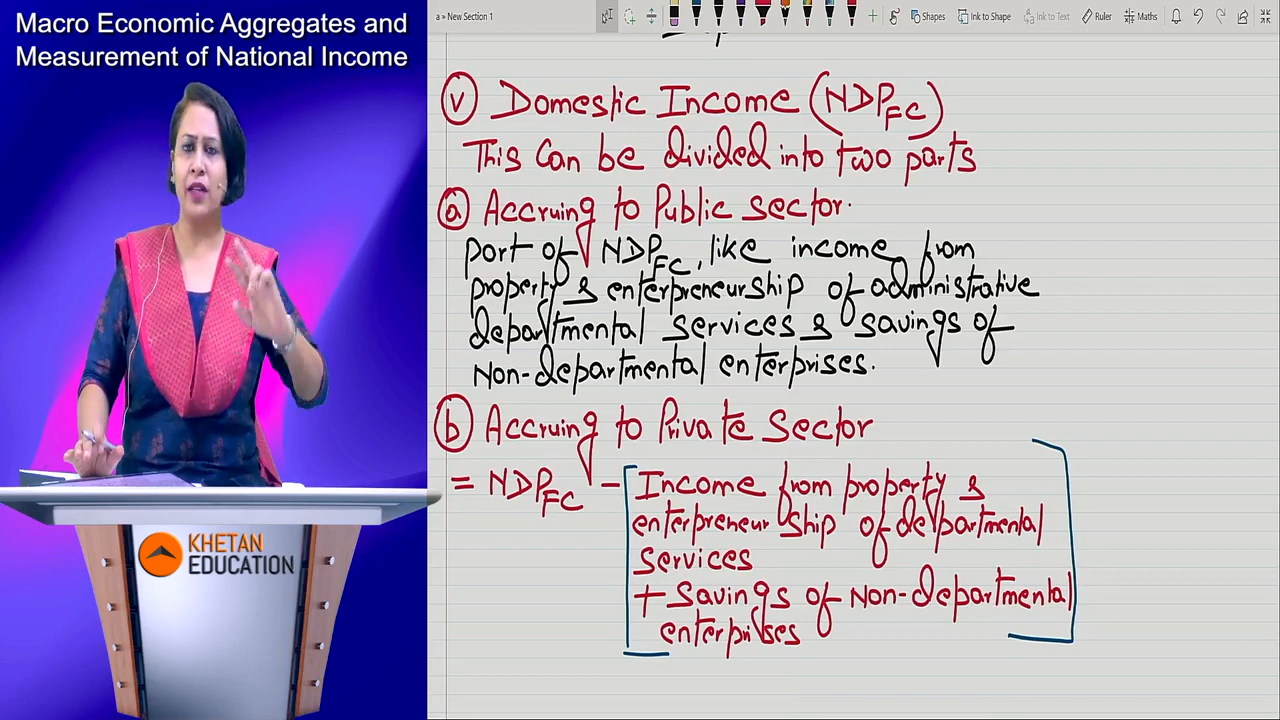 Macro Economic Aggregates and
Measurement of National Income
a » New Section 1
Shapes
Ink to Shape
Ink to Text
Ruler
Maths
(v) Domestic Income (NDPFC)
This Can be divided into two parts
(a) Accruing to Public sector.
part of NDPFC, like income from
property & enterpreneurship of administrative
departmental services & savings of
Non-departmental enterprises.
(b) Accruing to Private Sector
= NDPFC - [Income from property &
enterpreneur ship of departmental
Services
+ Savings of Non-departmental
enterprises]
KHETAN
EDUCATION